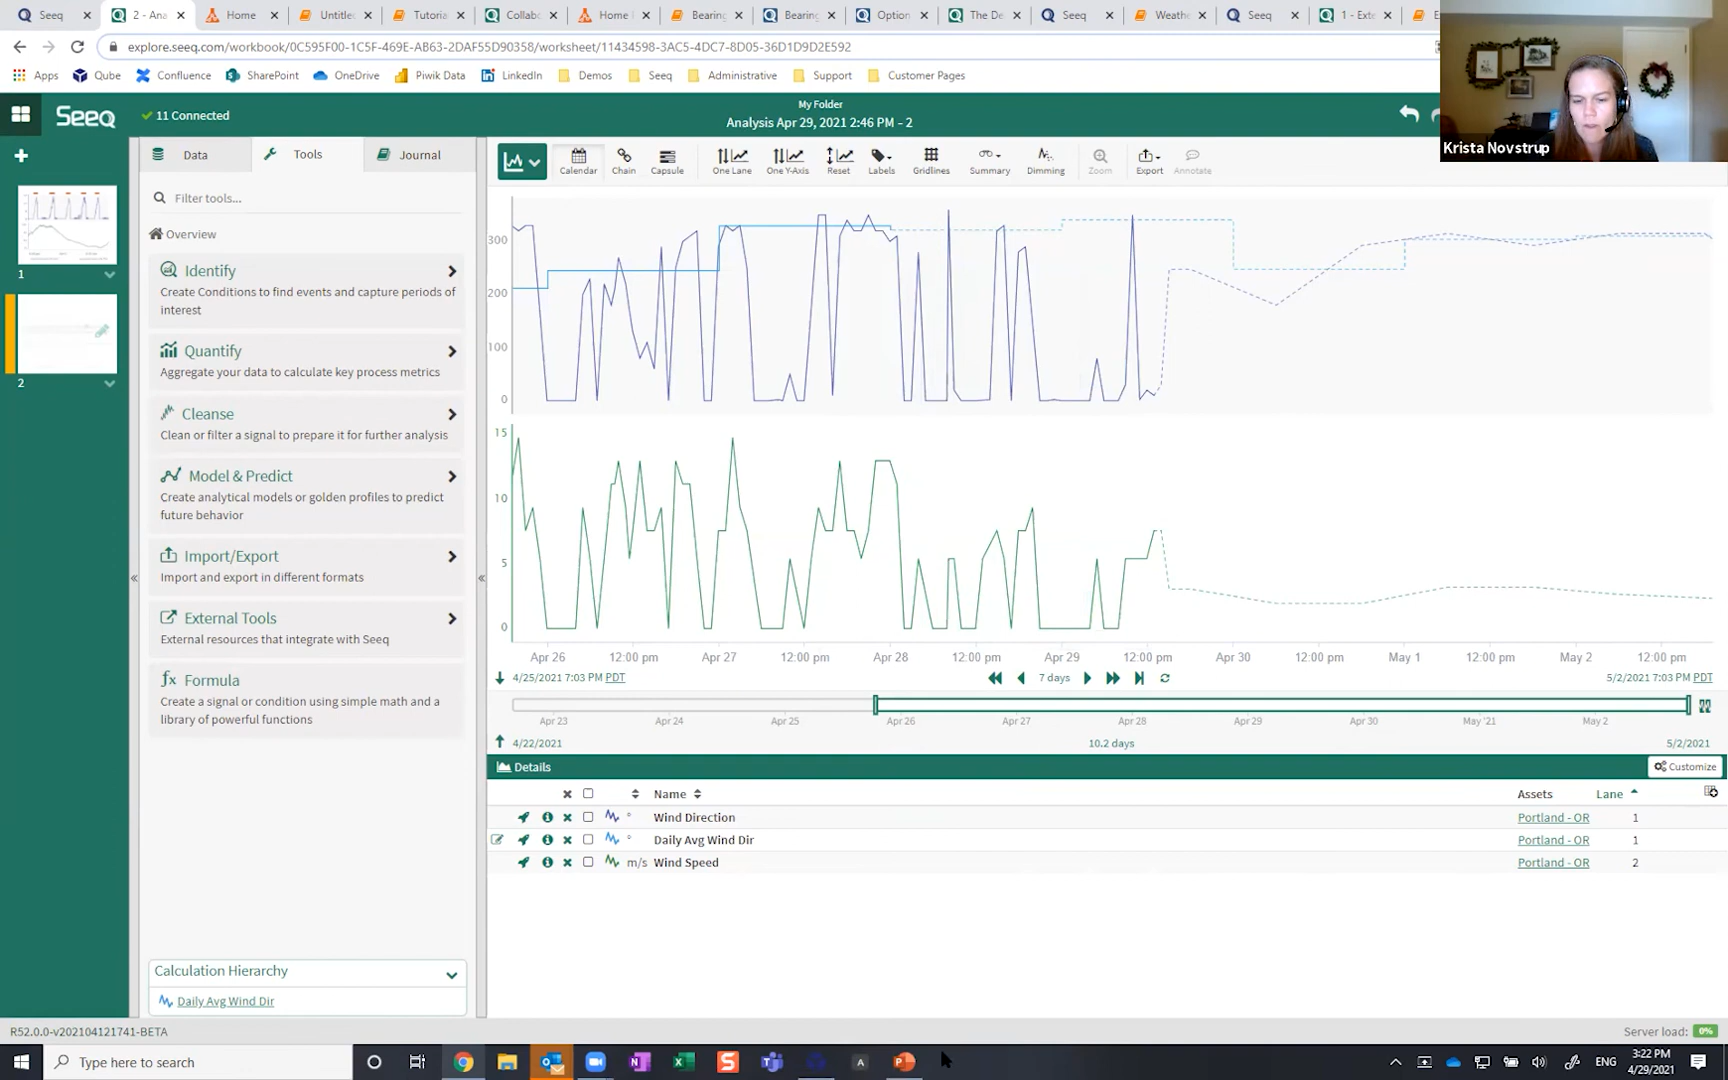 Seeq
2 - Ana
Home
Untitle
Tutoria
Collab
Home
Bearing
Bearing
Option
The De
Seeq
Weathe
Seeq
1 - Exte
explore.seeq.com/workbook/0C595F00-1C5F-469E-AB63-2DAF55D90358/worksheet/11434598-3AC5-4DC7-8D05-36D1D9D2E592
Apps
Qube
Confluence
SharePoint
OneDrive
Piwik Data
LinkedIn
Demos
Seeq
Administrative
Support
Customer Pages
Krista Novstrup
Seeq
11 Connected
My Folder
Analysis Apr 29, 2021 2:46 PM - 2
Data
Tools
Journal
Calendar
Chain
Capsule
One Lane
One Y-Axis
Reset
Labels
Gridlines
Summary
Dimming
Zoom
Export
Annotate
1
2
Filter tools...
Overview
Identify
Create Conditions to find events and capture periods of
interest
Quantify
Aggregate your data to calculate key process metrics
Cleanse
Clean or filter a signal to prepare it for further analysis
Model & Predict
Create analytical models or golden profiles to predict
future behavior
Import/Export
Import and export in different formats
External Tools
External resources that integrate with Seeq
Formula
Create a signal or condition using simple math and a
library of powerful functions
Calculation Hierarchy
Daily Avg Wind Dir
300
200
100
0
15
10
5
0
Apr 26
12:00 pm
Apr 27
12:00 pm
Apr 28
12:00 pm
Apr 29
12:00 pm
Apr 30
12:00 pm
May 1
12:00 pm
May 2
12:00 pm
4/25/2021 7:03 PM PDT
7 days
5/2/2021 7:03 PM PDT
Apr 23
Apr 24
Apr 25
Apr 26
Apr 27
Apr 28
Apr 29
Apr 30
May '21
May 2
4/22/2021
10.2 days
5/2/2021
Details
Customize
Name
Assets
Lane
° Wind Direction Portland - OR 1
° Daily Avg Wind Dir Portland - OR 1
m/s Wind Speed Portland - OR 2
R52.0.0-v202104121741-BETA
Server load: 0%
Type here to search
ENG
3:22 PM
4/29/2021